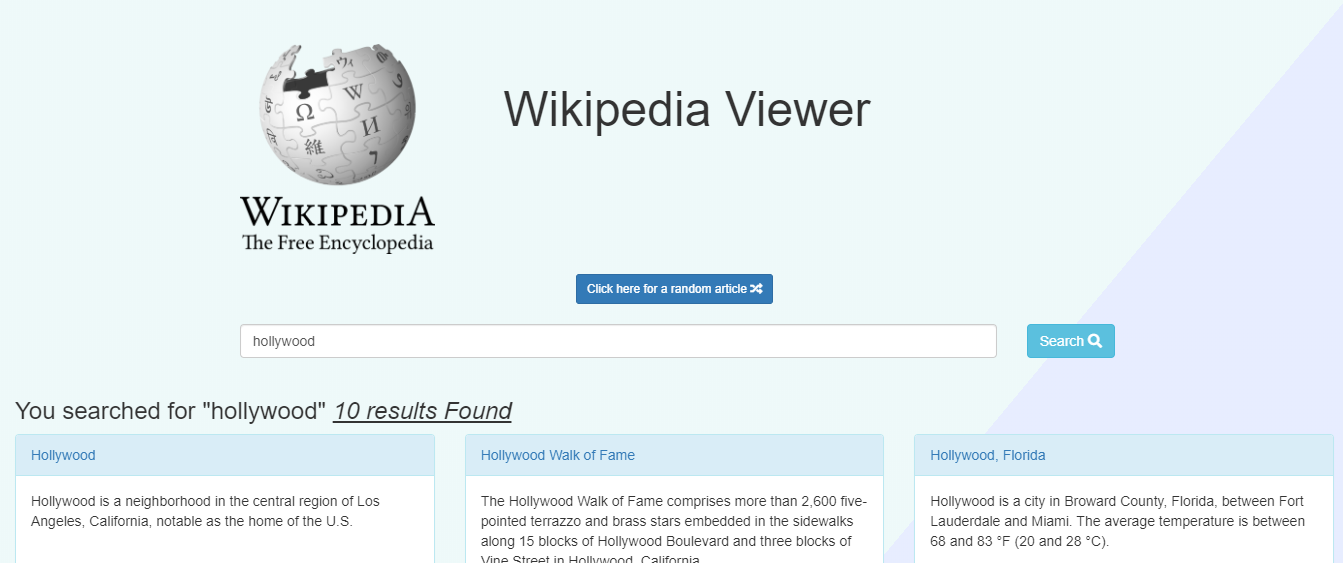 Ω
W
И
維
WIKIPEDIA
The Free Encyclopedia
Wikipedia Viewer
Click here for a random article
hollywood
Search
You searched for "hollywood" 10 results Found
Hollywood
Hollywood is a neighborhood in the central region of Los
Angeles, California, notable as the home of the U.S.
Hollywood Walk of Fame
The Hollywood Walk of Fame comprises more than 2,600 five-
pointed terrazzo and brass stars embedded in the sidewalks
along 15 blocks of Hollywood Boulevard and three blocks of
Vine Street in Hollywood, California
Hollywood, Florida
Hollywood is a city in Broward County, Florida, between Fort
Lauderdale and Miami. The average temperature is between
68 and 83 °F (20 and 28 °C).